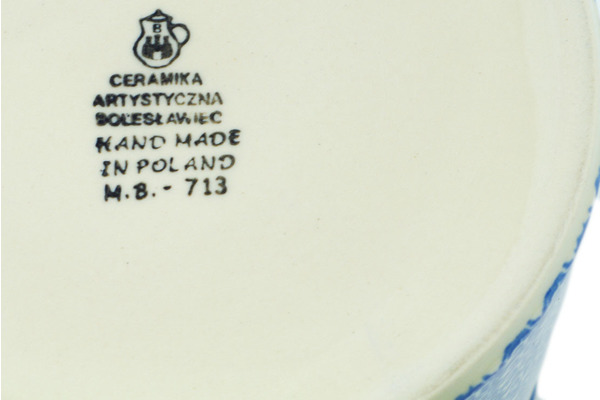 B
CERAMIKA
ARTYSTYCZNA
BOLESŁAWIEC
HAND MADE
IN POLAND
M.B.- 713